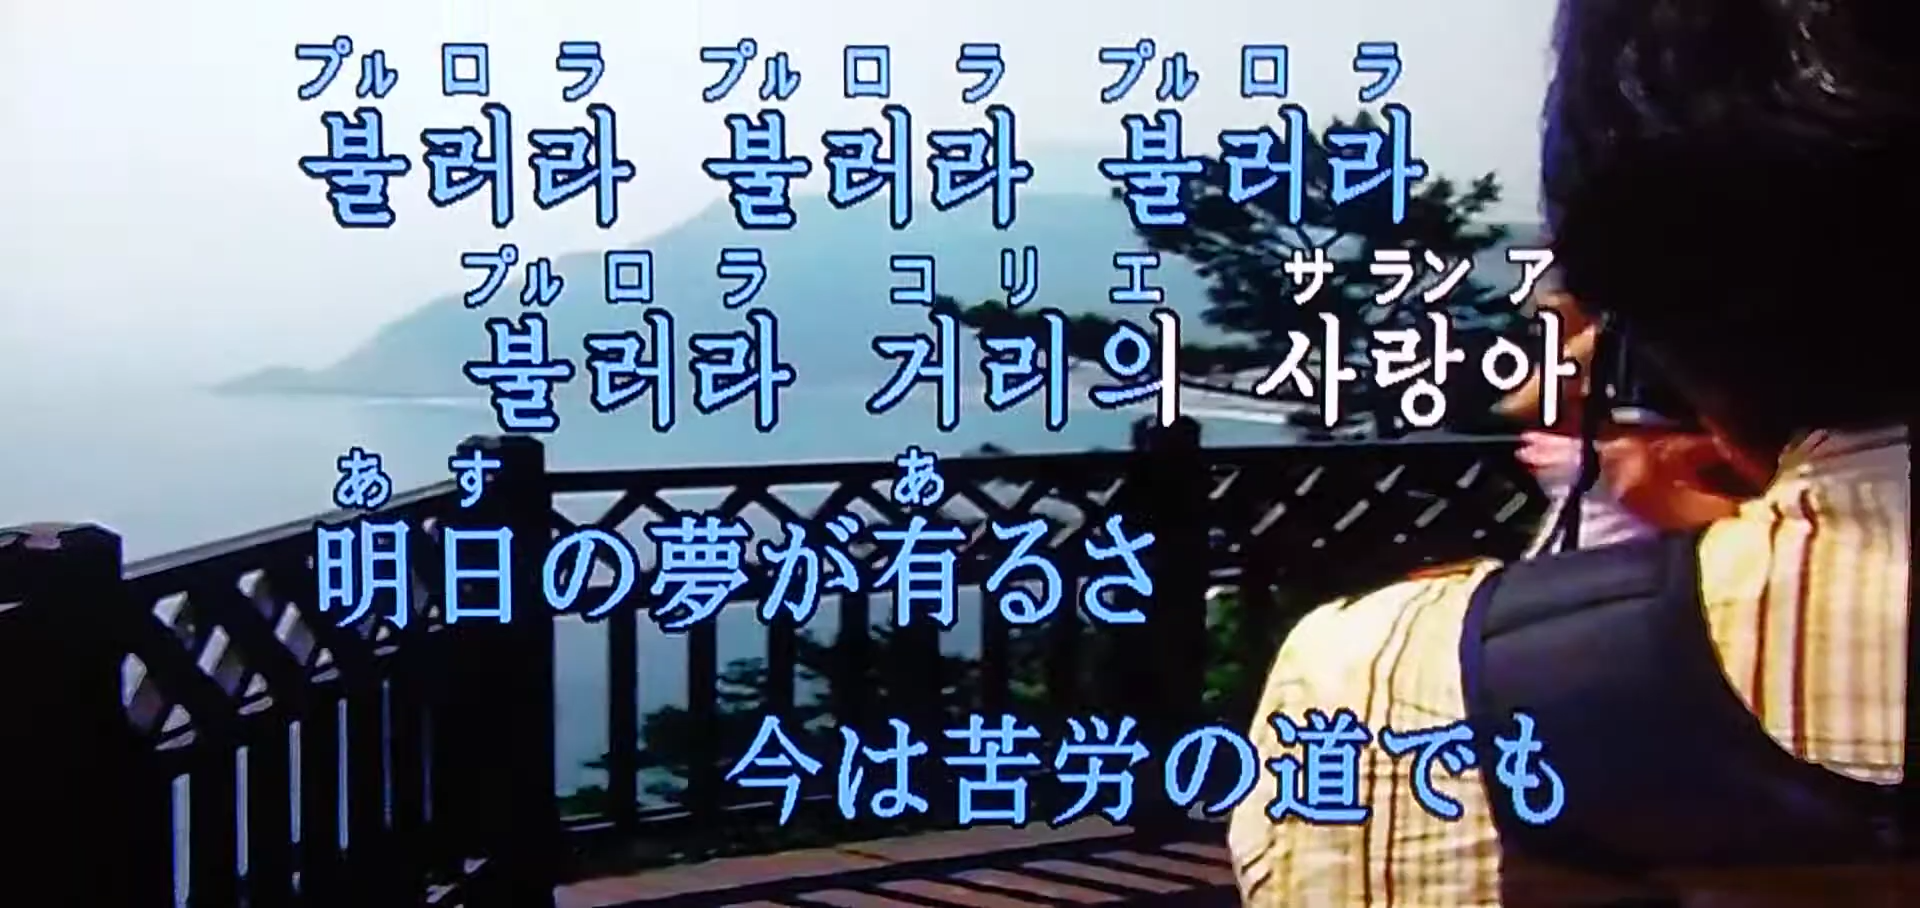 プルロラ プルロラ プルロラ
불러라 불러라 불러라
プルロラ コリエ サランア
불러라 거리의 사랑아
あす あ
明日の夢が有るさ
今は苦労の道でも